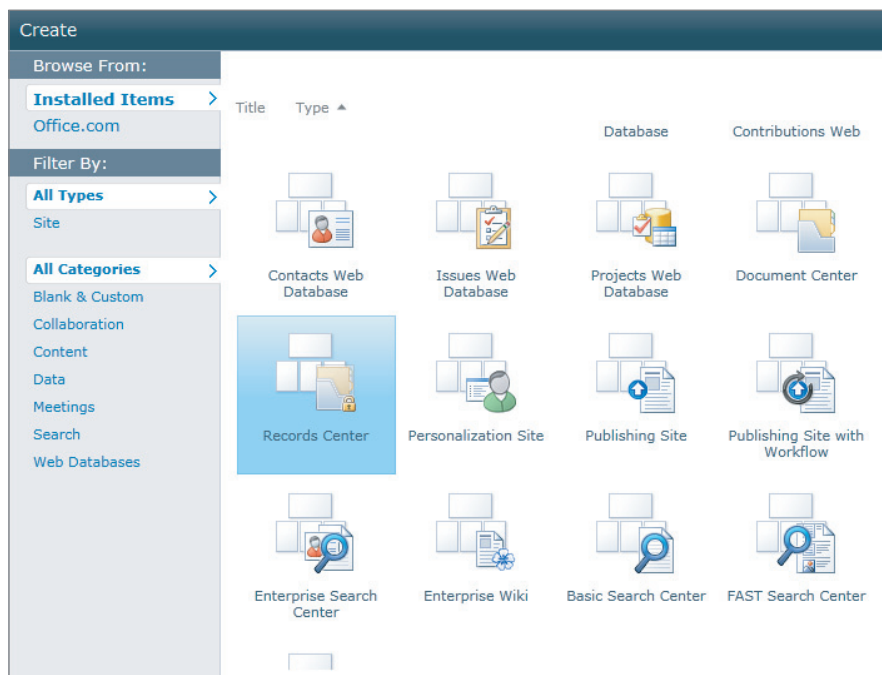 Create
Browse From:
Installed Items
Office.com
Filter By:
All Types
Site
All Categories
Blank & Custom
Collaboration
Content
Data
Meetings
Search
Web Databases
Title Type
Database Contributions Web
Contacts Web Database
Issues Web Database
Projects Web Database
Document Center
Records Center
Personalization Site
Publishing Site
Publishing Site with Workflow
Enterprise Search Center
Enterprise Wiki
Basic Search Center
FAST Search Center